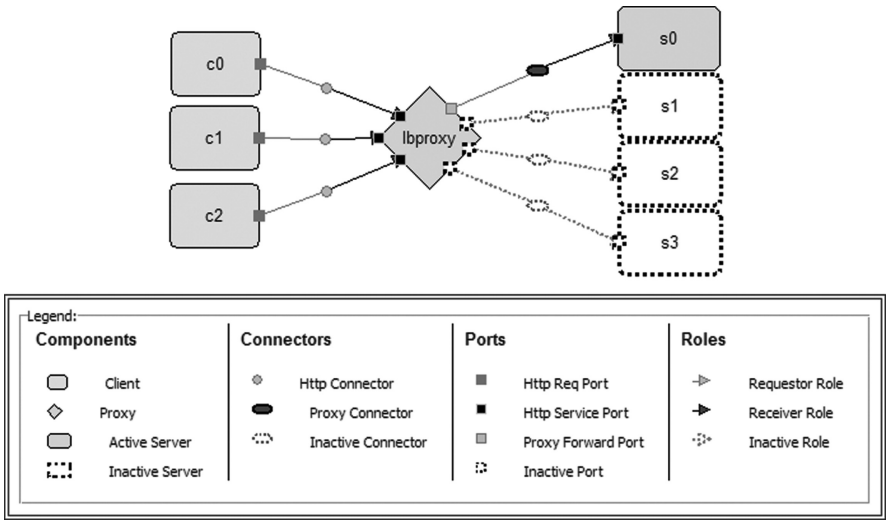 c0
c1
c2
lbproxy
s0
s1
s2
s3
Legend:
Components
Client
Proxy
Active Server
Inactive Server
Connectors
Http Connector
Proxy Connector
Inactive Connector
Ports
Http Req Port
Http Service Port
Proxy Forward Port
Inactive Port
Roles
Requestor Role
Receiver Role
Inactive Role